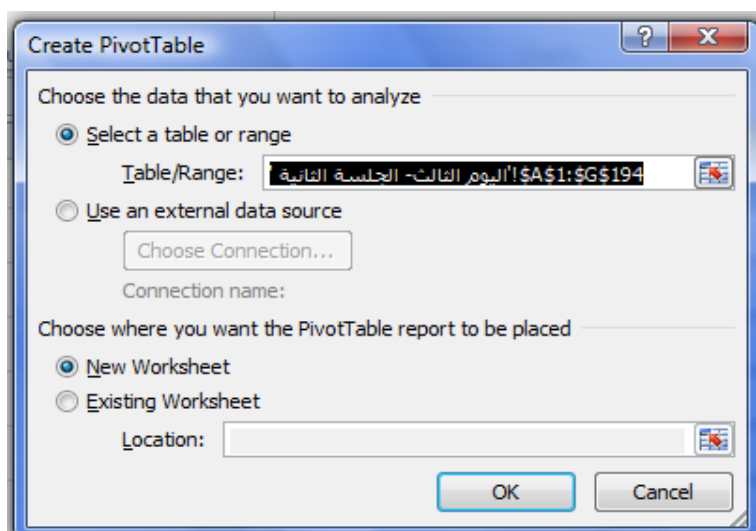 Create PivotTable
Choose the data that you want to analyze
Select a table or range
Table/Range: 'اليوم الثالث- الجلسة الثانية '!$A$1:$G$194
Use an external data source
Choose Connection...
Connection name:
Choose where you want the PivotTable report to be placed
New Worksheet
Existing Worksheet
Location:
OK Cancel